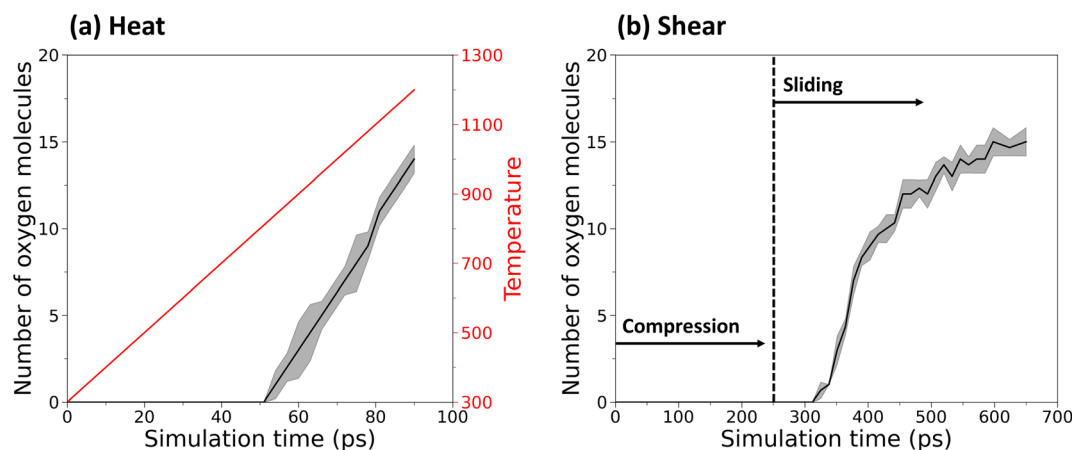 (a) Heat
20
15
10
5
0
Number of oxygen molecules
1300
1100
900
700
500
300
Temperature
0 20 40 60 80 100
Simulation time (ps)
(b) Shear
20
15
10
5
0
Number of oxygen molecules
Sliding
Compression
0 100 200 300 400 500 600 700
Simulation time (ps)